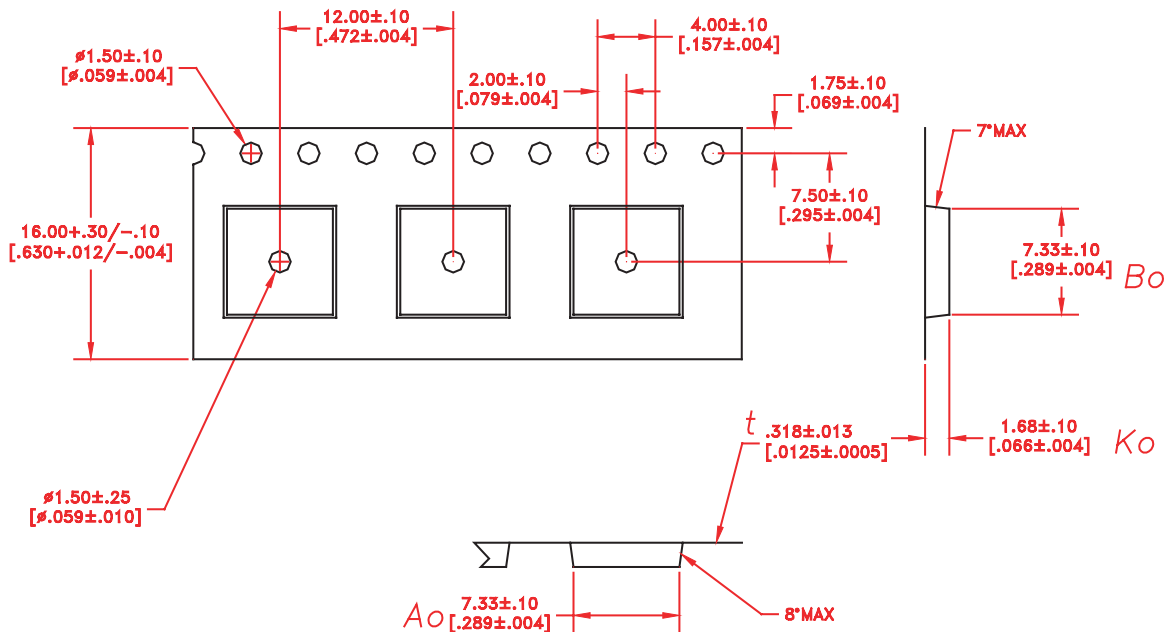 12.00±.10
[.472±.004]
4.00±.10
[.157±.004]
ø1.50±.10
[ø.059±.004]
2.00±.10
[.079±.004]
1.75±.10
[.069±.004]
7°MAX
7.50±.10
[.295±.004]
16.00+.30/-.10
[.630+.012/-.004]
7.33±.10
[.289±.004]
Bo
t
.318±.013
[.0125±.0005]
1.68±.10
[.066±.004]
Ko
ø1.50±.25
[ø.059±.010]
Ao
7.33±.10
[.289±.004]
8°MAX